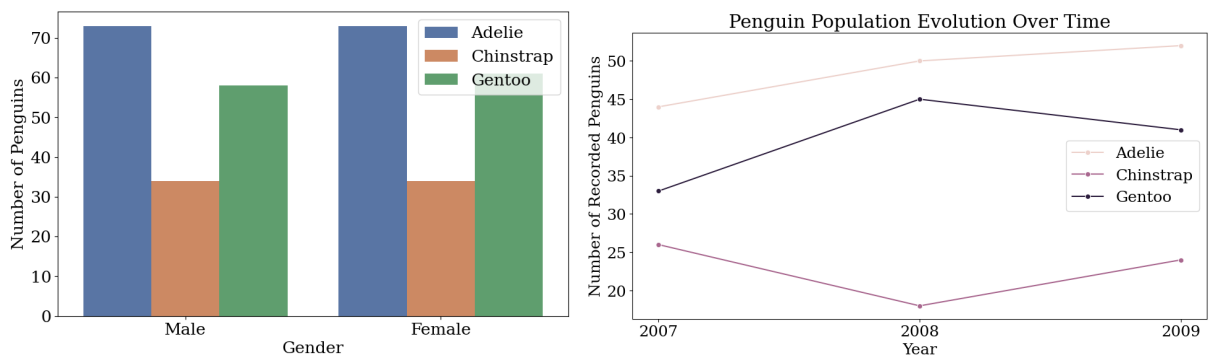 70
60
50
40
30
20
10
0
Number of Penguins
Adelie
Chinstrap
Gentoo
Male
Female
Gender
Penguin Population Evolution Over Time
50
45
40
35
30
25
20
Number of Recorded Penguins
Adelie
Chinstrap
Gentoo
2007
2008
2009
Year